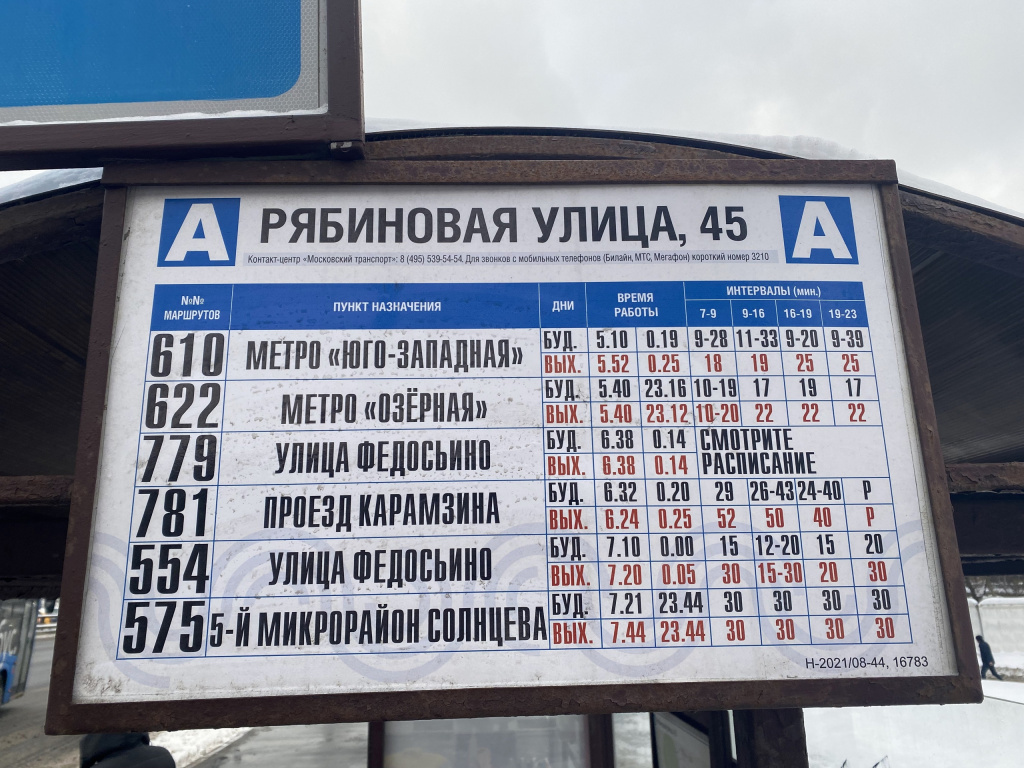 А РЯБИНОВАЯ УЛИЦА, 45 А
Контакт-центр «Московский транспорт»: 8 (495) 539-54-54. Для звонков с мобильных телефонов (Билайн, МТС, Мегафон) короткий номер 3210
№№ МАРШРУТОВ ПУНКТ НАЗНАЧЕНИЯ ДНИ ВРЕМЯ РАБОТЫ ИНТЕРВАЛЫ (мин.)
7-9 9-16 16-19 19-23
610 МЕТРО «ЮГО-ЗАПАДНАЯ» БУД. 5.10 0.19 9-28 11-33 9-20 9-39
ВЫХ. 5.52 0.25 18 19 25 25
622 МЕТРО «ОЗЁРНАЯ» БУД. 5.40 23.16 10-19 17 19 17
ВЫХ. 5.40 23.12 10-20 22 22 22
779 УЛИЦА ФЕДОСЬИНО БУД. 6.38 0.14 СМОТРИТЕ
ВЫХ. 6.38 0.14 РАСПИСАНИЕ
781 ПРОЕЗД КАРАМЗИНА БУД. 6.32 0.20 29 26-43 24-40 Р
ВЫХ. 6.24 0.25 52 50 40 Р
554 УЛИЦА ФЕДОСЬИНО БУД. 7.10 0.00 15 12-20 15 20
ВЫХ. 7.20 0.05 30 15-30 20 30
575 5-Й МИКРОРАЙОН СОЛНЦЕВА БУД. 7.21 23.44 30 30 30 30
ВЫХ. 7.44 23.44 30 30 30 30
Н-2021/08-44, 16783